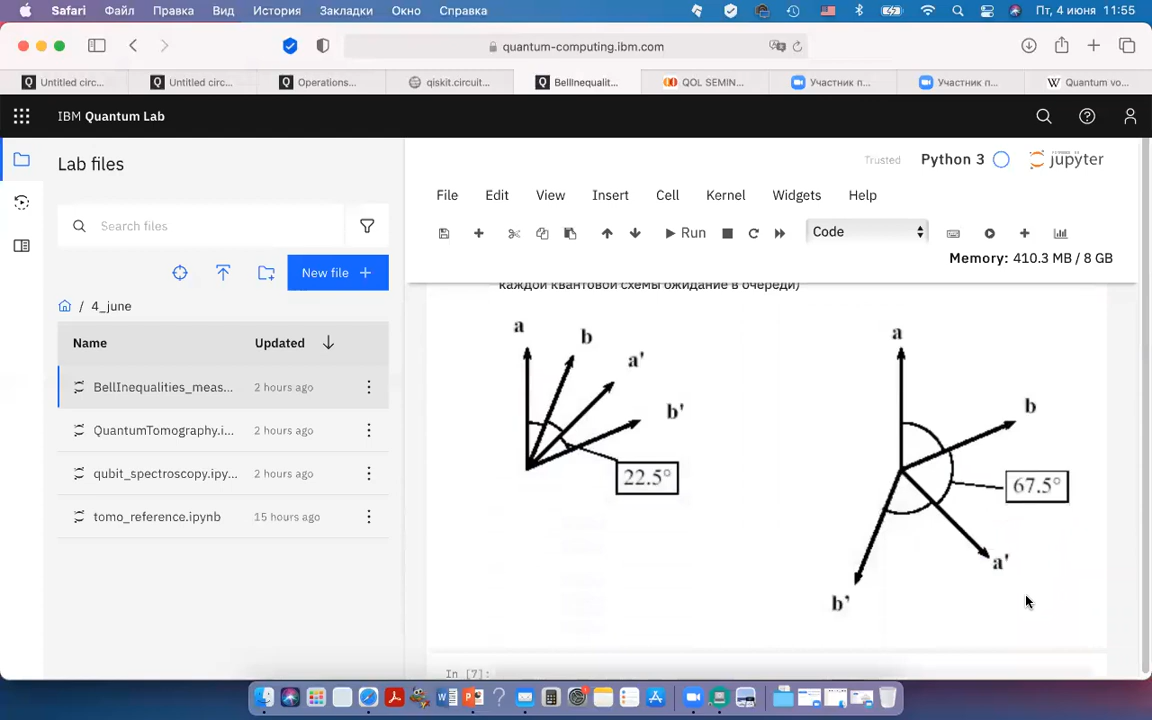 Safari Файл Правка Вид История Закладки Окно Справка Пт, 4 июня 11:55
quantum-computing.ibm.com
Untitled circ... Untitled circ... Operations... qiskit.circuit... BellInequalit... QOL SEMIN... Участник п... Участник п... Quantum vo...
IBM Quantum Lab
Lab files
Search files
New file +
/ 4_june
Name Updated
BellInequalities_meas... 2 hours ago
QuantumTomography.i... 2 hours ago
qubit_spectroscopy.ipy... 2 hours ago
tomo_reference.ipynb 15 hours ago
Trusted Python 3 jupyter
File Edit View Insert Cell Kernel Widgets Help
Run Code
Memory: 410.3 MB / 8 GB
каждой квантовой схемы ожидание в очереди)
a b a' b'
22.5°
a b
67.5°
a'
b'
In [7]: